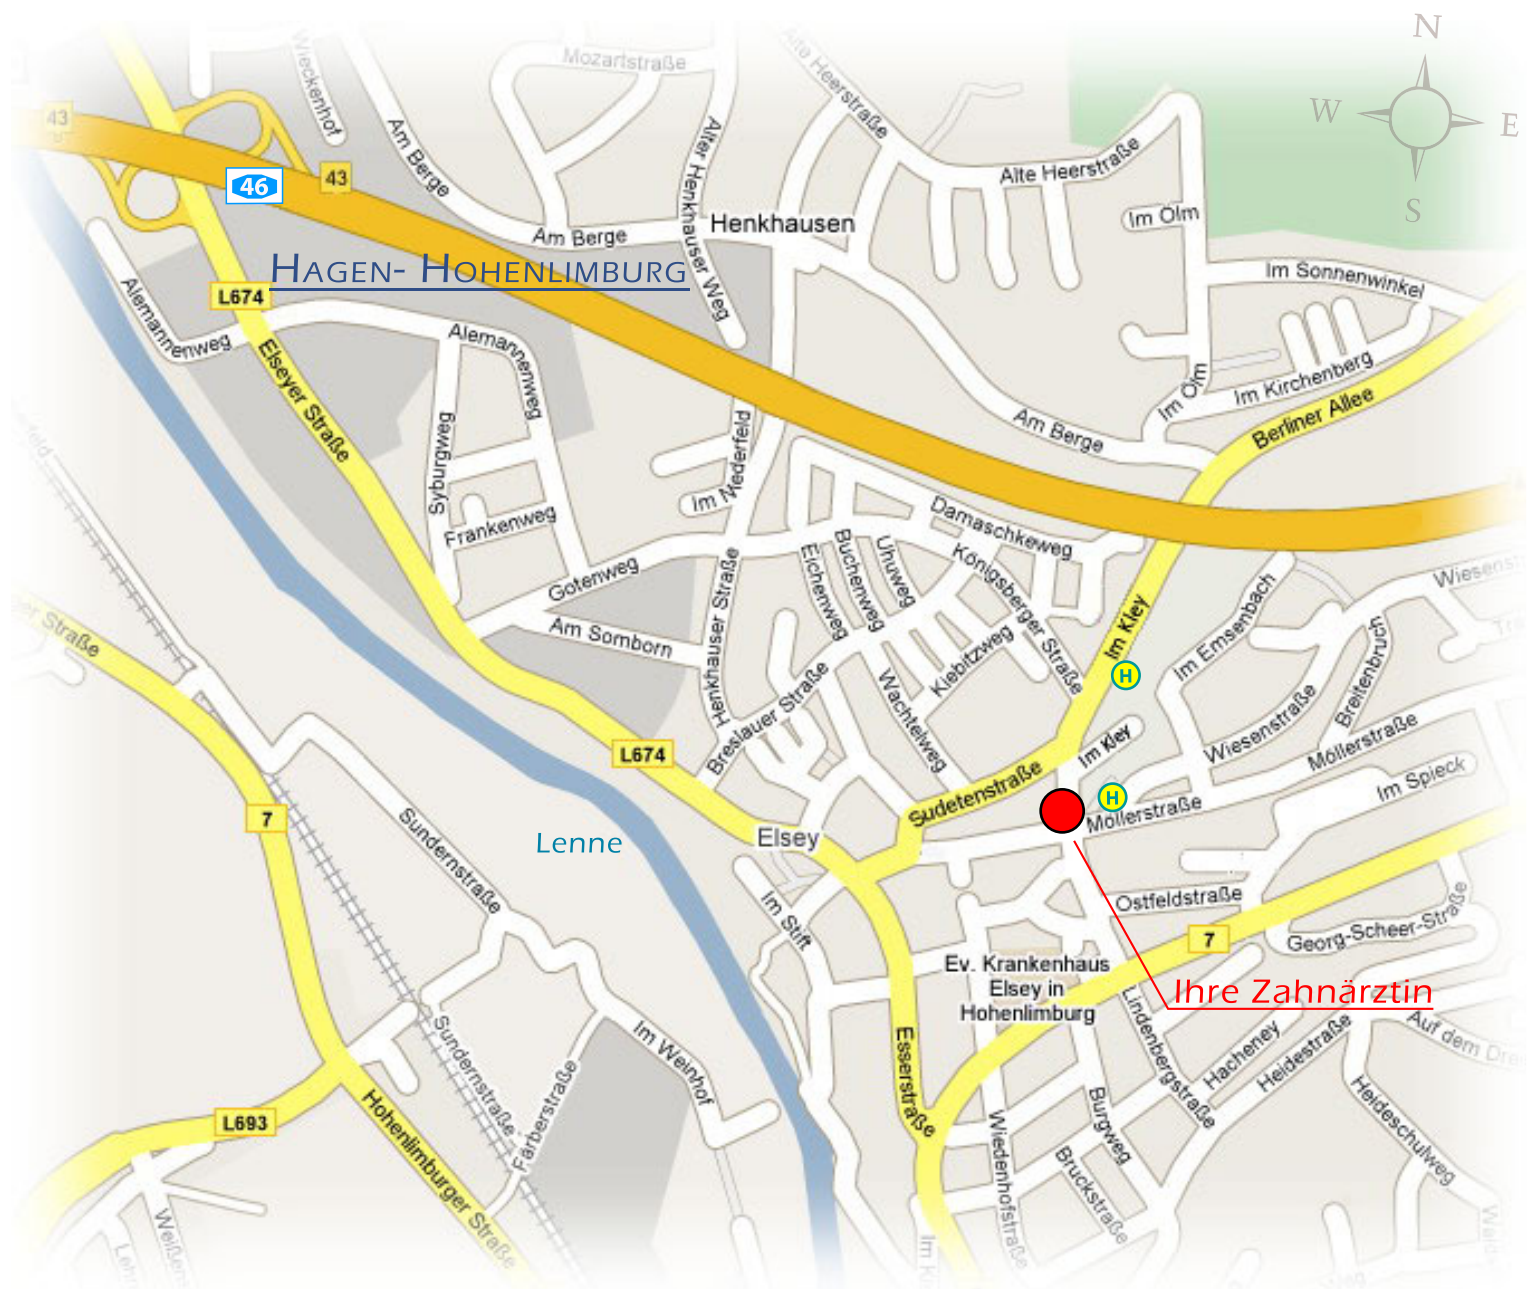 N
W
E
S
Mozartstraße
Wieckenhof
Alte Heerstraße
43
46
43
Am Berge
Alter Henkhauser Weg
Alte Heerstraße
Im Olm
Am Berge
Henkhausen
HAGEN- HOHENLIMBURG
Im Sonnenwinkel
L674
Alemannenweg
Elseyer Straße
Alemannenweg
Im Olm
Im Kirchenberg
Berliner Allee
Am Berge
Syburgweg
Im Niederfeld
Frankenweg
Damaschkeweg
Gotenweg
Eichenweg
Buchenweg
Uhuweg
Königsberger Straße
Im Kley
Im Emsenbach
Am Somborn
Henkhauser Straße
Kiebitzweg
H
Breitenbruch
Straße
Breslauer Straße
Wachtelweg
Wiesenstraße
Möllerstraße
L674
Im Kley
Sudetenstraße
H
Möllerstraße
Im Spieck
7
Sundernstraße
Lenne
Elsey
Ostfeldstraße
Im Stift
Georg-Scheer-Straße
7
Ev. Krankenhaus
Elsey in
Hohenlimburg
Ihre Zahnärztin
Lindenbergstraße
Esserstraße
Hacheney
Heidestraße
Auf dem
Sundernstraße
Im Weinhof
Färberstraße
Heideschulweg
L693
Hohenlimburger Straße
Wiedenhofstraße
Burgweg
Bruckstraße